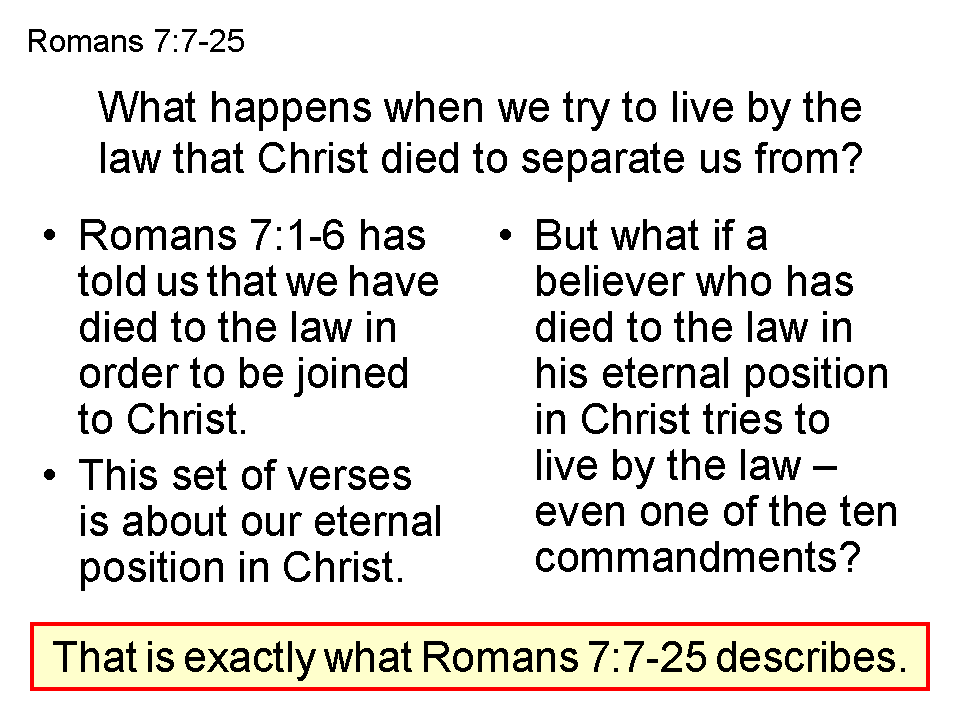 Romans 7:7-25
What happens when we try to live by the
law that Christ died to separate us from?
• Romans 7:1-6 has
told us that we have
died to the law in
order to be joined
to Christ.
• This set of verses
is about our eternal
position in Christ.
• But what if a
believer who has
died to the law in
his eternal position
in Christ tries to
live by the law –
even one of the ten
commandments?
That is exactly what Romans 7:7-25 describes.